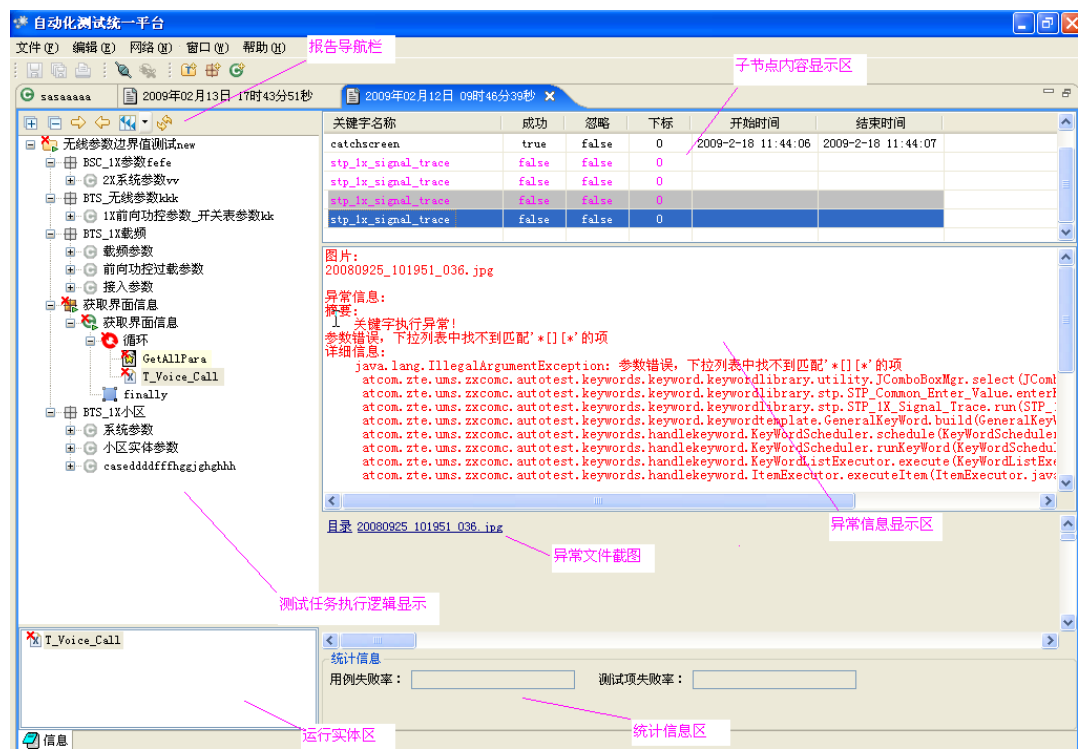 自动化测试统一平台
文件(F) 编辑(E) 网络(N) 窗口(W) 帮助(H)
报告导航栏
子节点内容显示区
sasaaaaa 2009年02月13日 17时43分51秒 2009年02月12日 09时46分39秒
关键字名称 成功 忽略 下标 开始时间 结束时间
catchscreen true false 0 2009-2-18 11:44:06 2009-2-18 11:44:07
stp_1x_signal_trace false false 0
stp_1x_signal_trace false false 0
stp_1x_signal_trace false false 0
stp_1x_signal_trace false false 0
无线参数边界值测试new
BSC_1X参数fefe
2X系统参数vv
BTS_无线参数kkk
1X前向功控参数_开关表参数kk
BTS_1X载频
载频参数
前向功控过载参数
接入参数
获取界面信息
获取界面信息
循环
GetAllPara
T_Voice_Call
finally
BTS_1X小区
系统参数
小区实体参数
caseddddfffhggjghghhh
图片:
20080925_101951_036.jpg
异常信息:
摘要:
关键字执行异常!
参数错误，下拉列表中找不到匹配'*[][*'的项
详细信息:
java.lang.IllegalArgumentException: 参数错误，下拉列表中找不到匹配'*[][*'的项
atcom.zte.ums.zxcomc.autotest.keywords.keyword.keywordlibrary.utility.JComboBoxMgr.select(JComb
atcom.zte.ums.zxcomc.autotest.keywords.keyword.keywordlibrary.stp.STP_Common_Enter_Value.enterP
atcom.zte.ums.zxcomc.autotest.keywords.keyword.keywordlibrary.stp.STP_1X_Signal_Trace.run(STP_1
atcom.zte.ums.zxcomc.autotest.keywords.keyword.keywordtemplate.GeneralKeyWord.build(GeneralKeyW
atcom.zte.ums.zxcomc.autotest.keywords.handlekeyword.KeyWordScheduler.schedule(KeyWordScheduler
atcom.zte.ums.zxcomc.autotest.keywords.handlekeyword.KeyWordScheduler.runKeyWord(KeyWordSchedul
atcom.zte.ums.zxcomc.autotest.keywords.handlekeyword.KeyWordListExecutor.execute(KeyWordListExe
atcom.zte.ums.zxcomc.autotest.keywords.handlekeyword.ItemExecutor.executeItem(ItemExecutor.java
异常信息显示区
目录 20080925_101951_036.jpg
异常文件截图
测试任务执行逻辑显示
T_Voice_Call
运行实体区
统计信息
用例失败率： 测试项失败率：
统计信息区
信息